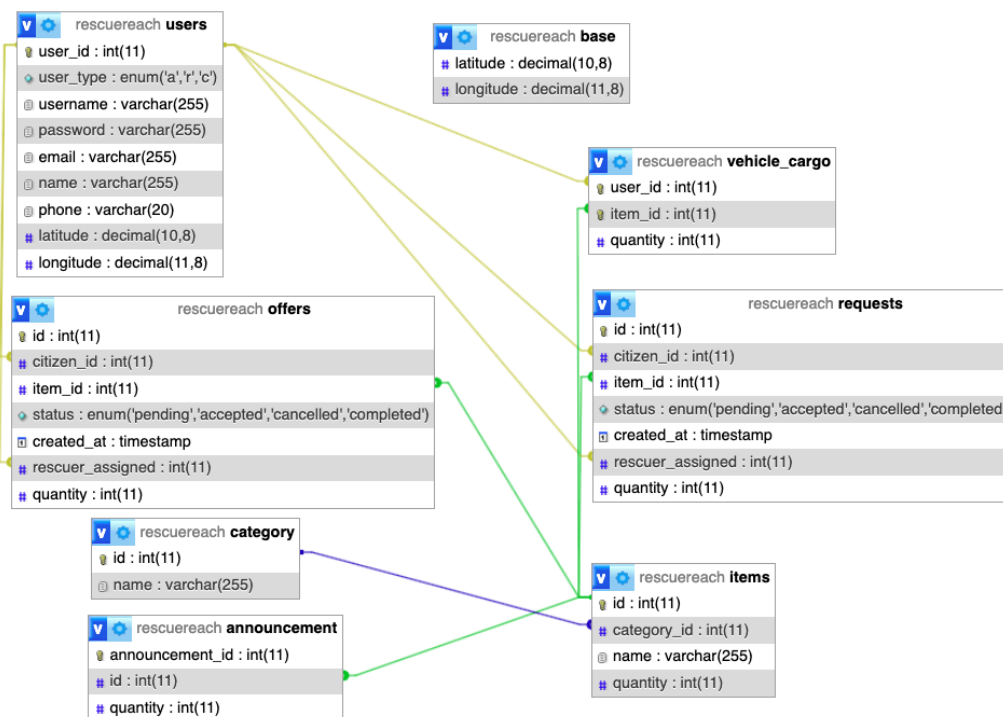 rescuereach users
user_id : int(11)
user_type : enum('a','r','c')
username : varchar(255)
password : varchar(255)
email : varchar(255)
name : varchar(255)
phone : varchar(20)
latitude : decimal(10,8)
longitude : decimal(11,8)
rescuereach base
latitude : decimal(10,8)
longitude : decimal(11,8)
rescuereach vehicle_cargo
user_id : int(11)
item_id : int(11)
quantity : int(11)
rescuereach offers
id : int(11)
citizen_id : int(11)
item_id : int(11)
status : enum('pending','accepted','cancelled','completed')
created_at : timestamp
rescuer_assigned : int(11)
quantity : int(11)
rescuereach requests
id : int(11)
citizen_id : int(11)
item_id : int(11)
status : enum('pending','accepted','cancelled','completed
created_at : timestamp
rescuer_assigned : int(11)
quantity : int(11)
rescuereach category
id : int(11)
name : varchar(255)
rescuereach announcement
announcement_id : int(11)
id : int(11)
quantity : int(11)
rescuereach items
id : int(11)
category_id : int(11)
name : varchar(255)
quantity : int(11)